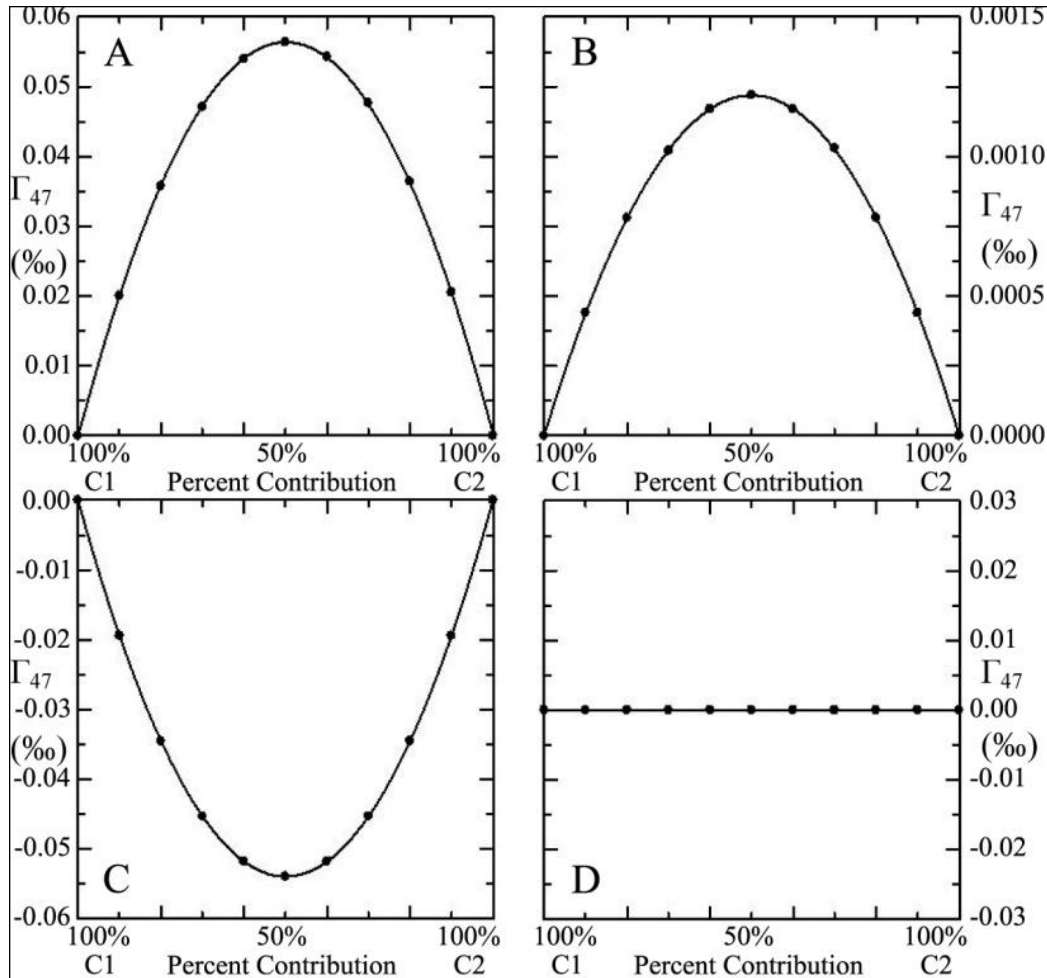 A
0.06
0.05
0.04
Γ47
0.03
(‰)
0.02
0.01
0.00
100%
50%
100%
C1
Percent Contribution
C2
B
0.0015
0.0010
Γ47
(‰)
0.0005
0.0000
100%
50%
100%
C1
Percent Contribution
C2
C
0.00
-0.01
-0.02
Γ47
-0.03
(‰)
-0.04
-0.05
-0.06
100%
50%
100%
C1
Percent Contribution
C2
D
0.03
0.02
0.01
Γ47
0.00
(‰)
-0.01
-0.02
-0.03
100%
50%
100%
C1
Percent Contribution
C2